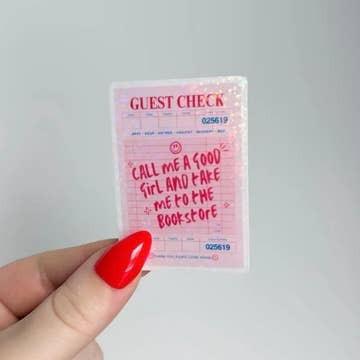 GUEST CHECK
025619
CALL ME A GOOD
GIRL AND TAKE
ME TO THE
BOOKSTORE
025619